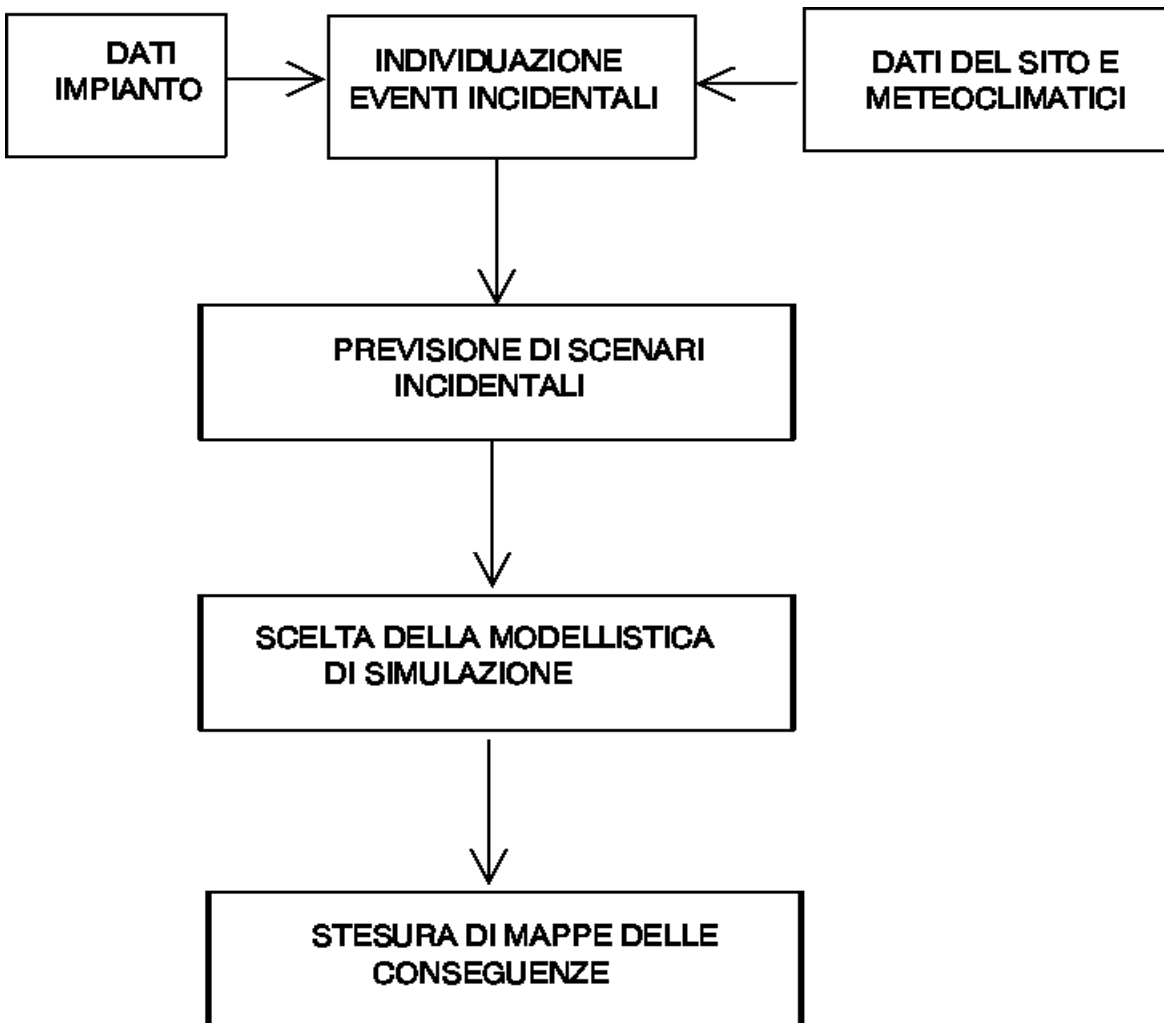 DATI
IMPIANTO
INDIVIDUAZIONE
EVENTI INCIDENTALI
DATI DEL SITO E
METEOCLIMATICI
PREVISIONE DI SCENARI
INCIDENTALI
SCELTA DELLA MODELLISTICA
DI SIMULAZIONE
STESURA DI MAPPE DELLE
CONSEGUENZE